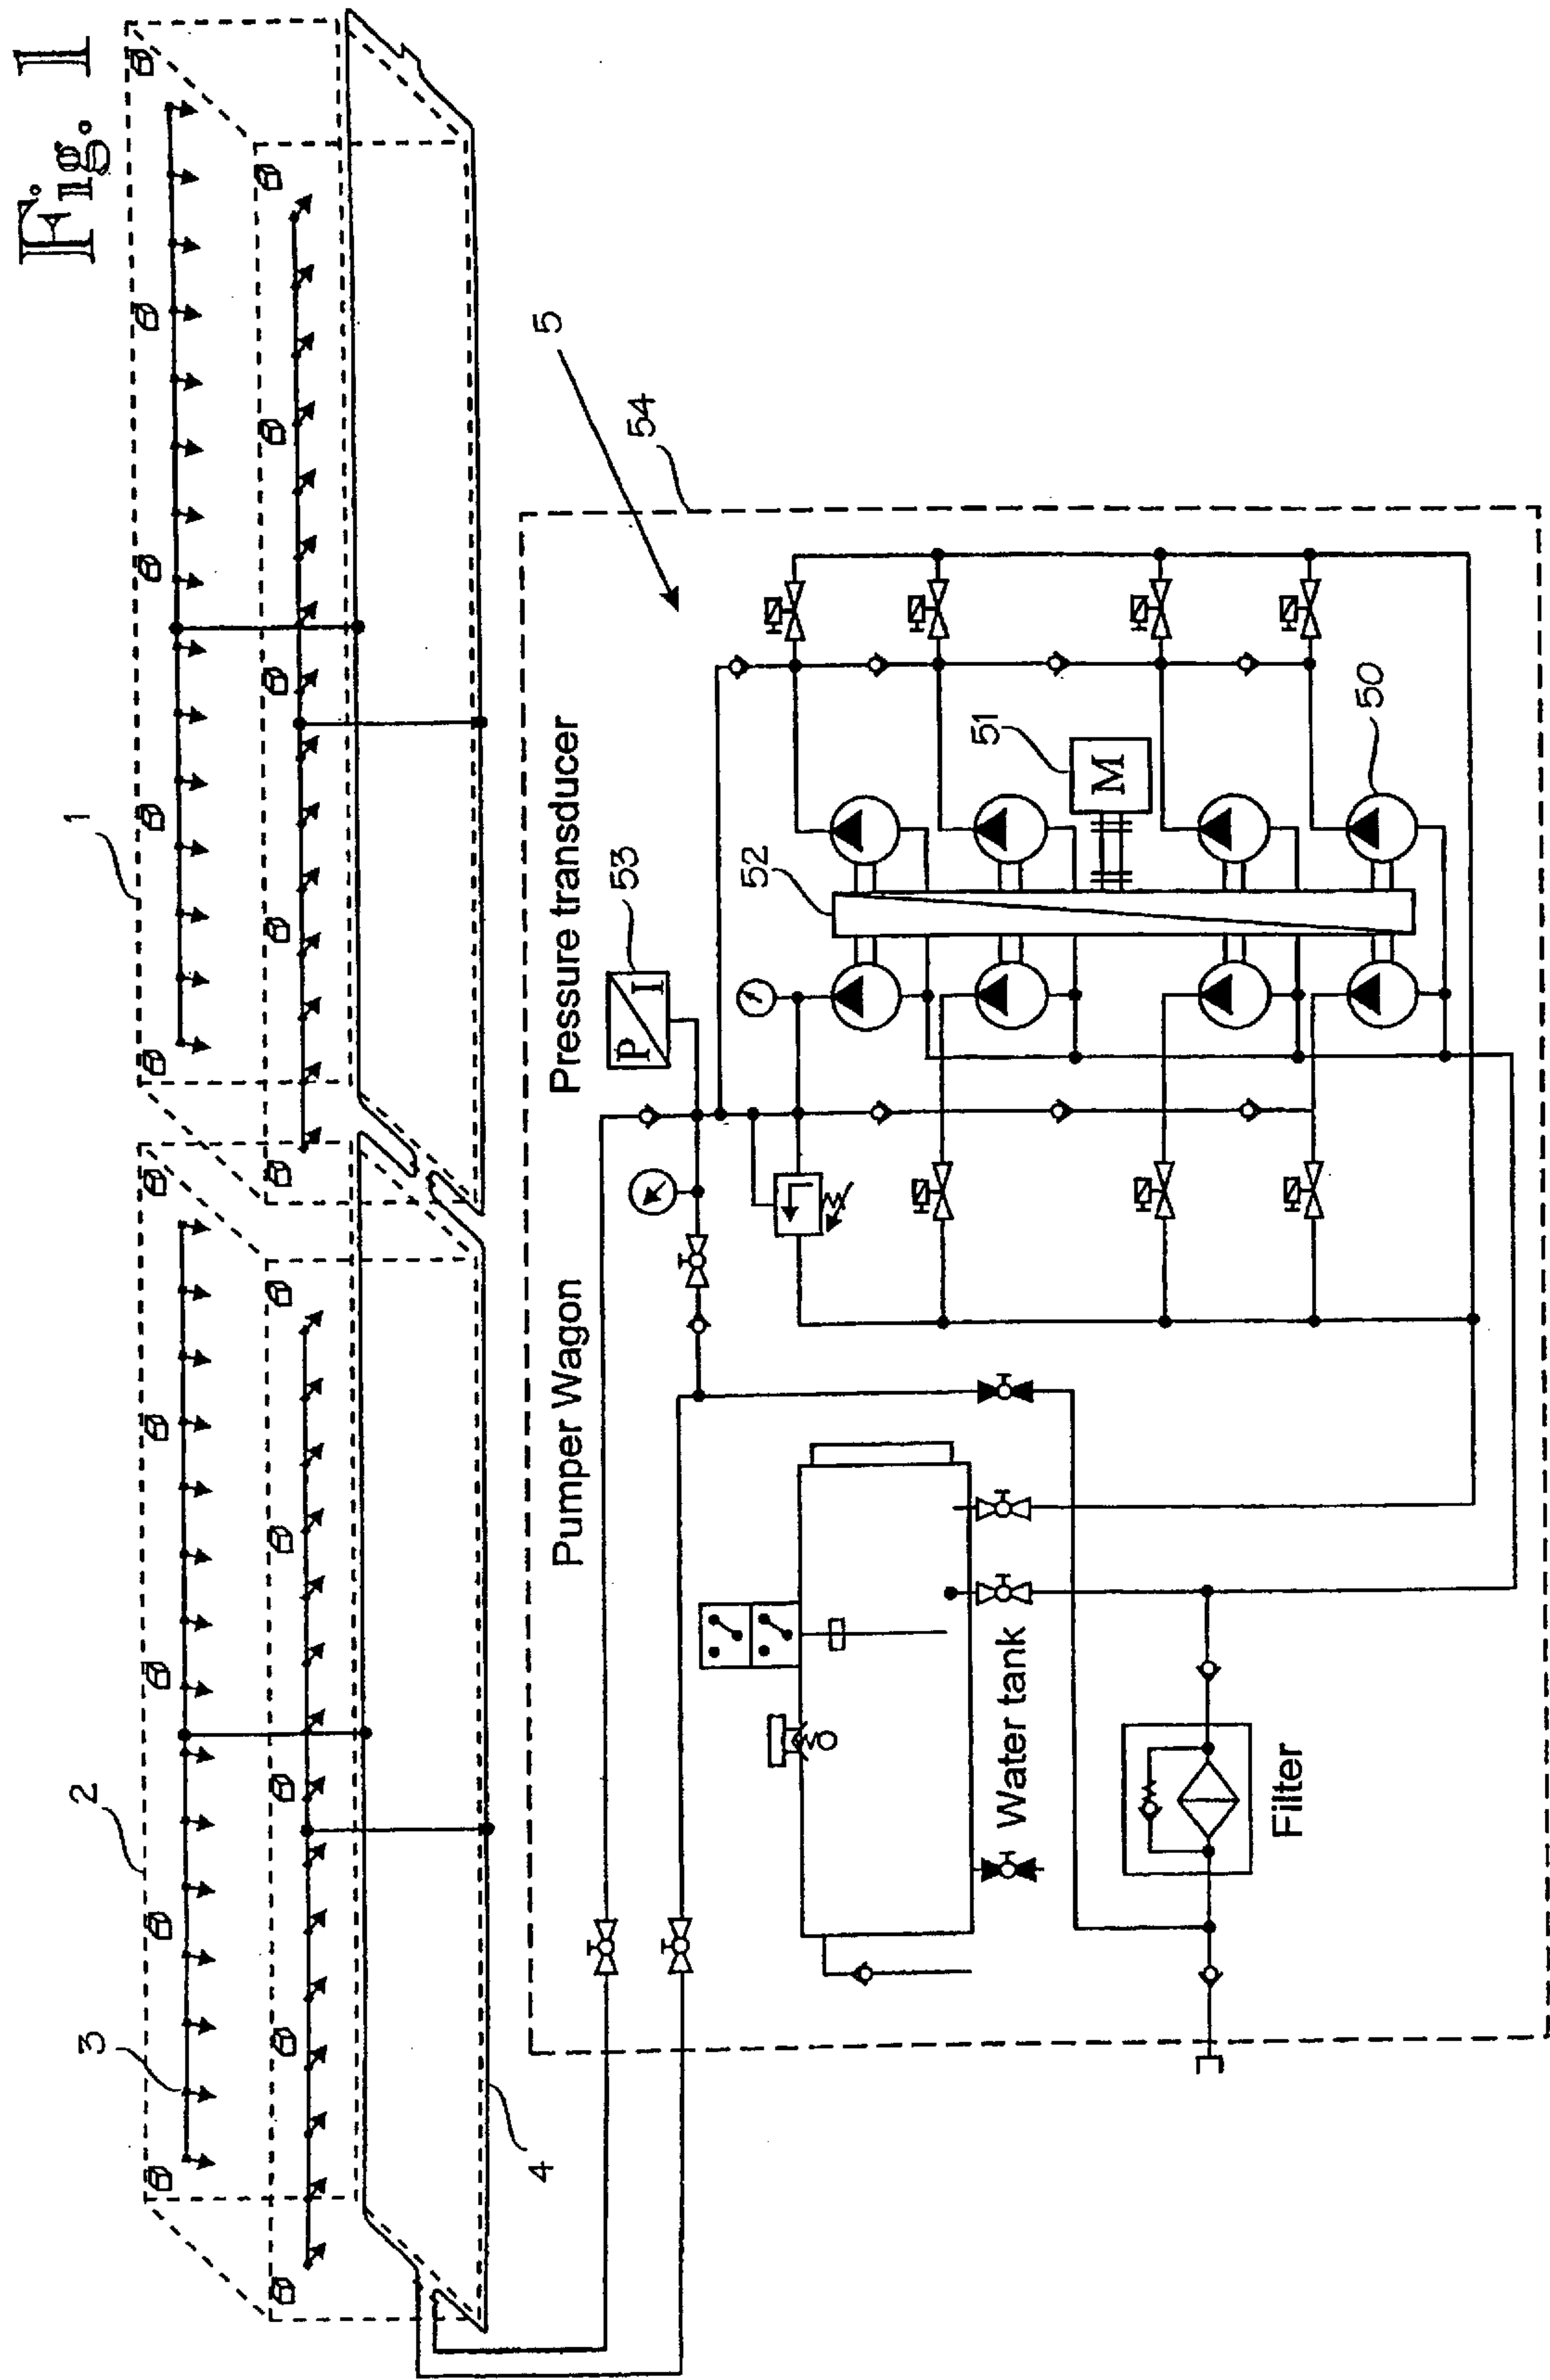 Fig. 1
1
2
3
4
5
54
Pumper Wagon
Pressure transducer
53
P
I
52
51
M
50
Water tank
Filter